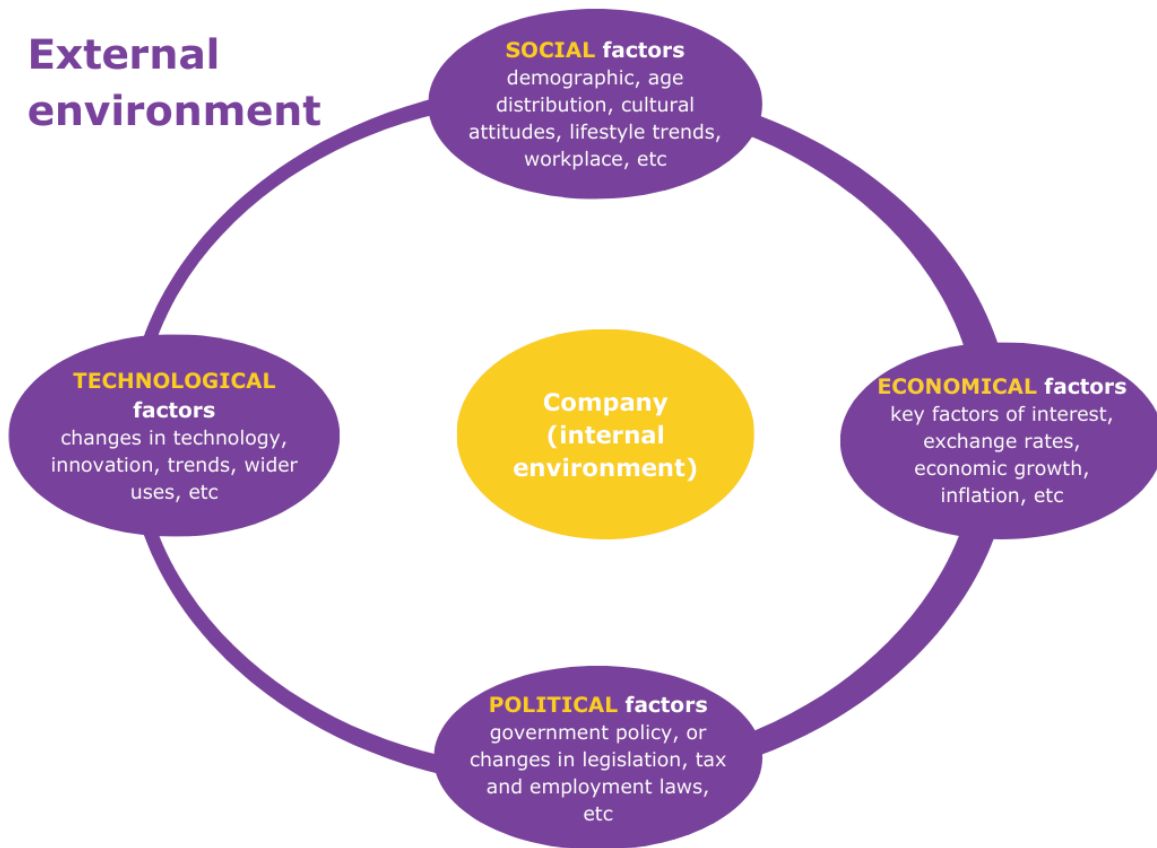 External
environment
SOCIAL factors
demographic, age
distribution, cultural
attitudes, lifestyle trends,
workplace, etc
TECHNOLOGICAL
factors
changes in technology,
innovation, trends, wider
uses, etc
Company
(internal
environment)
ECONOMICAL factors
key factors of interest,
exchange rates,
economic growth,
inflation, etc
POLITICAL factors
government policy, or
changes in legislation, tax
and employment laws,
etc